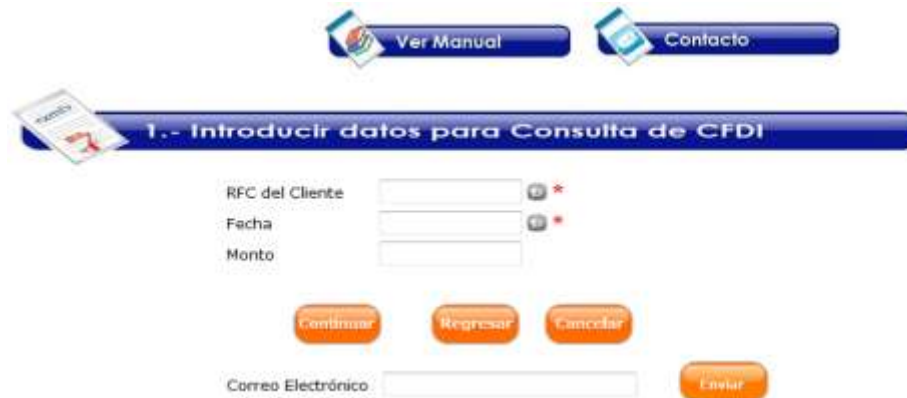 Ver Manual
Contacto
1.- Introducir datos para Consulta de CFDI
RFC del Cliente *
Fecha *
Monto
Continuar Regresar Cancelar
Correo Electrónico Enviar